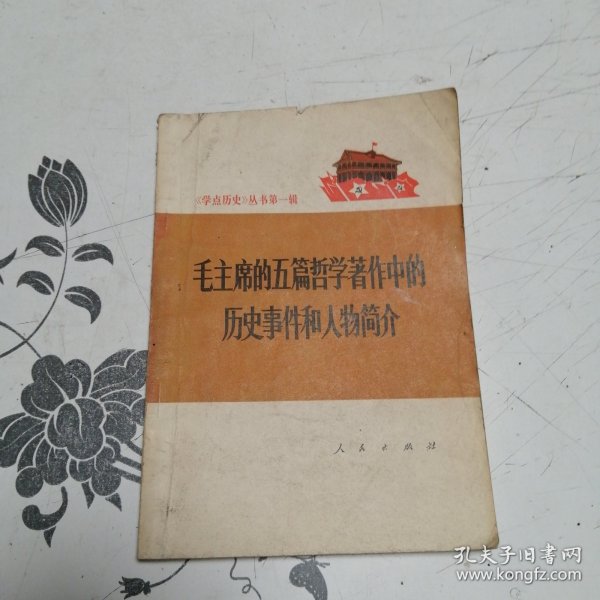 《学点历史》丛书第一辑
毛主席的五篇哲学著作中的
历史事件和人物简介
人民出版社
孔夫子旧书网
www.kongfz.com